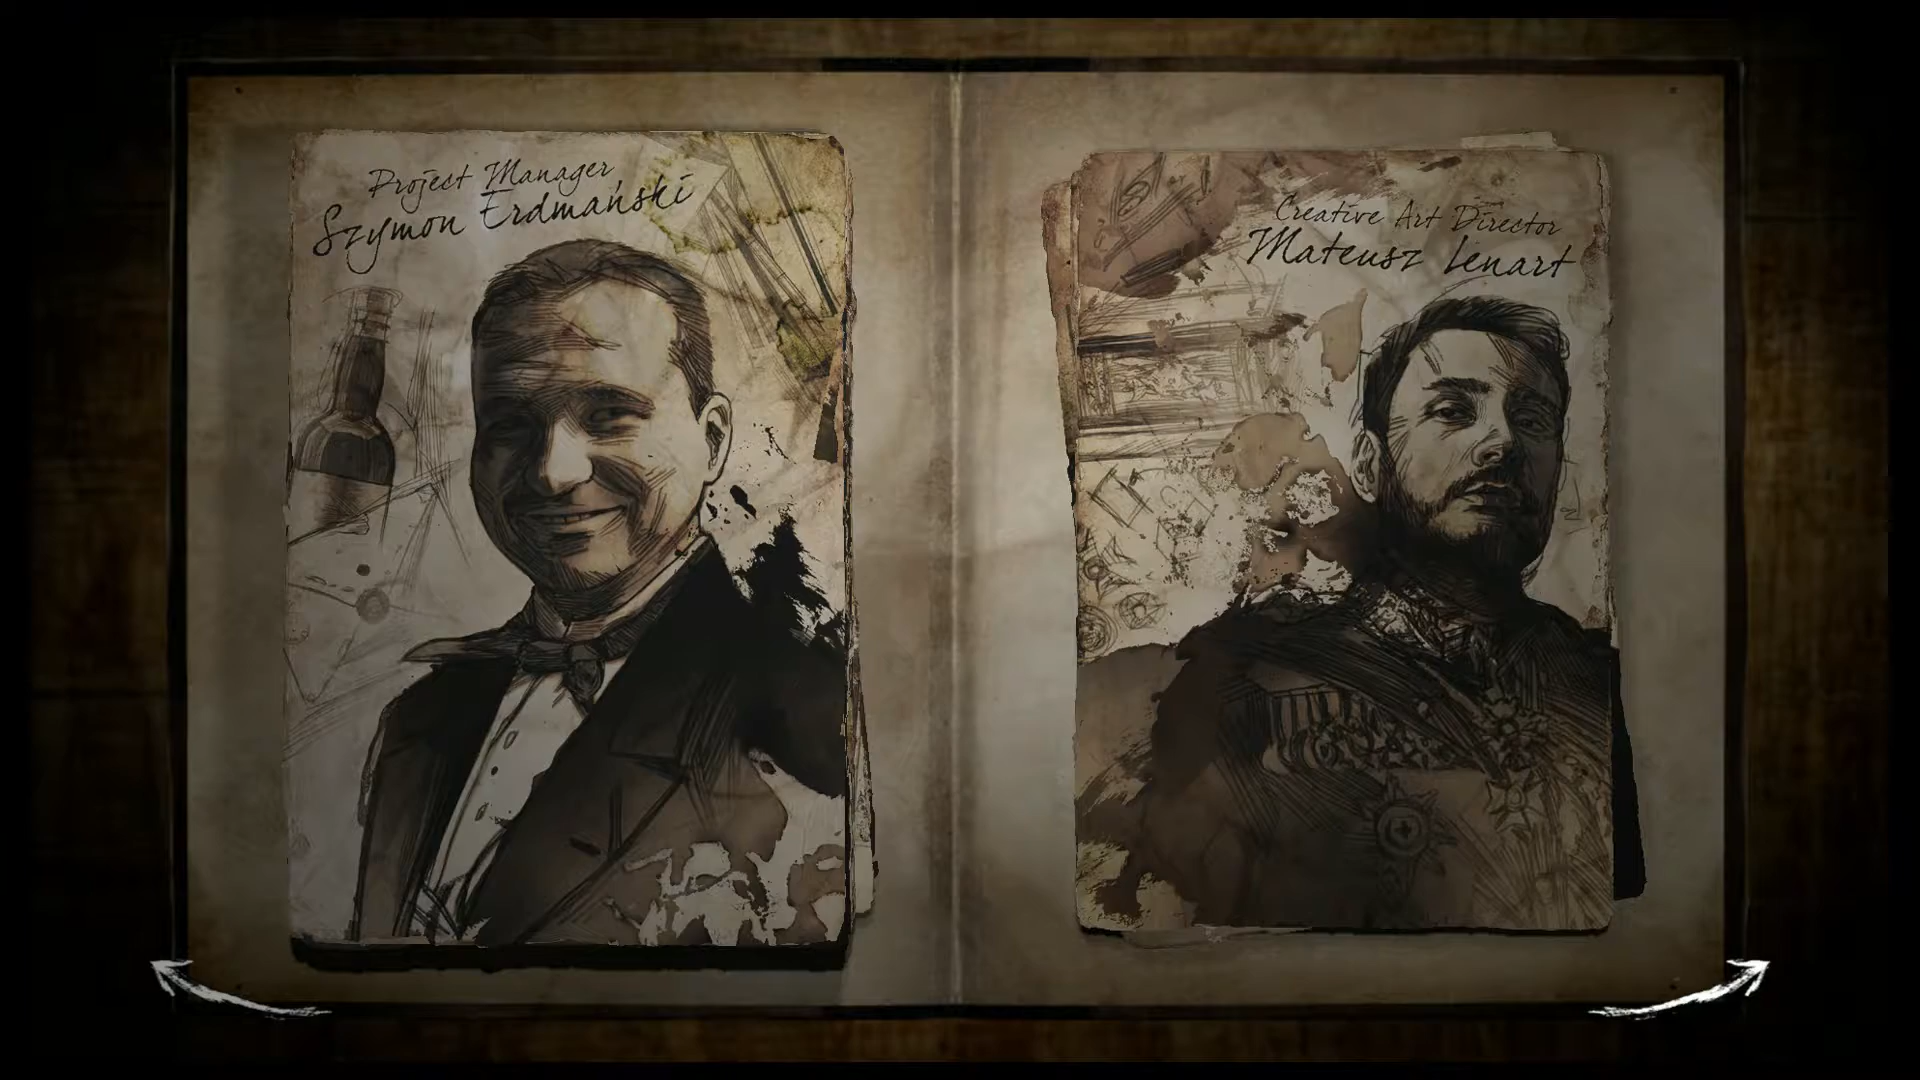 Project Manager
Szymon Erdmański
Creative Art Director
Mateusz Lenart